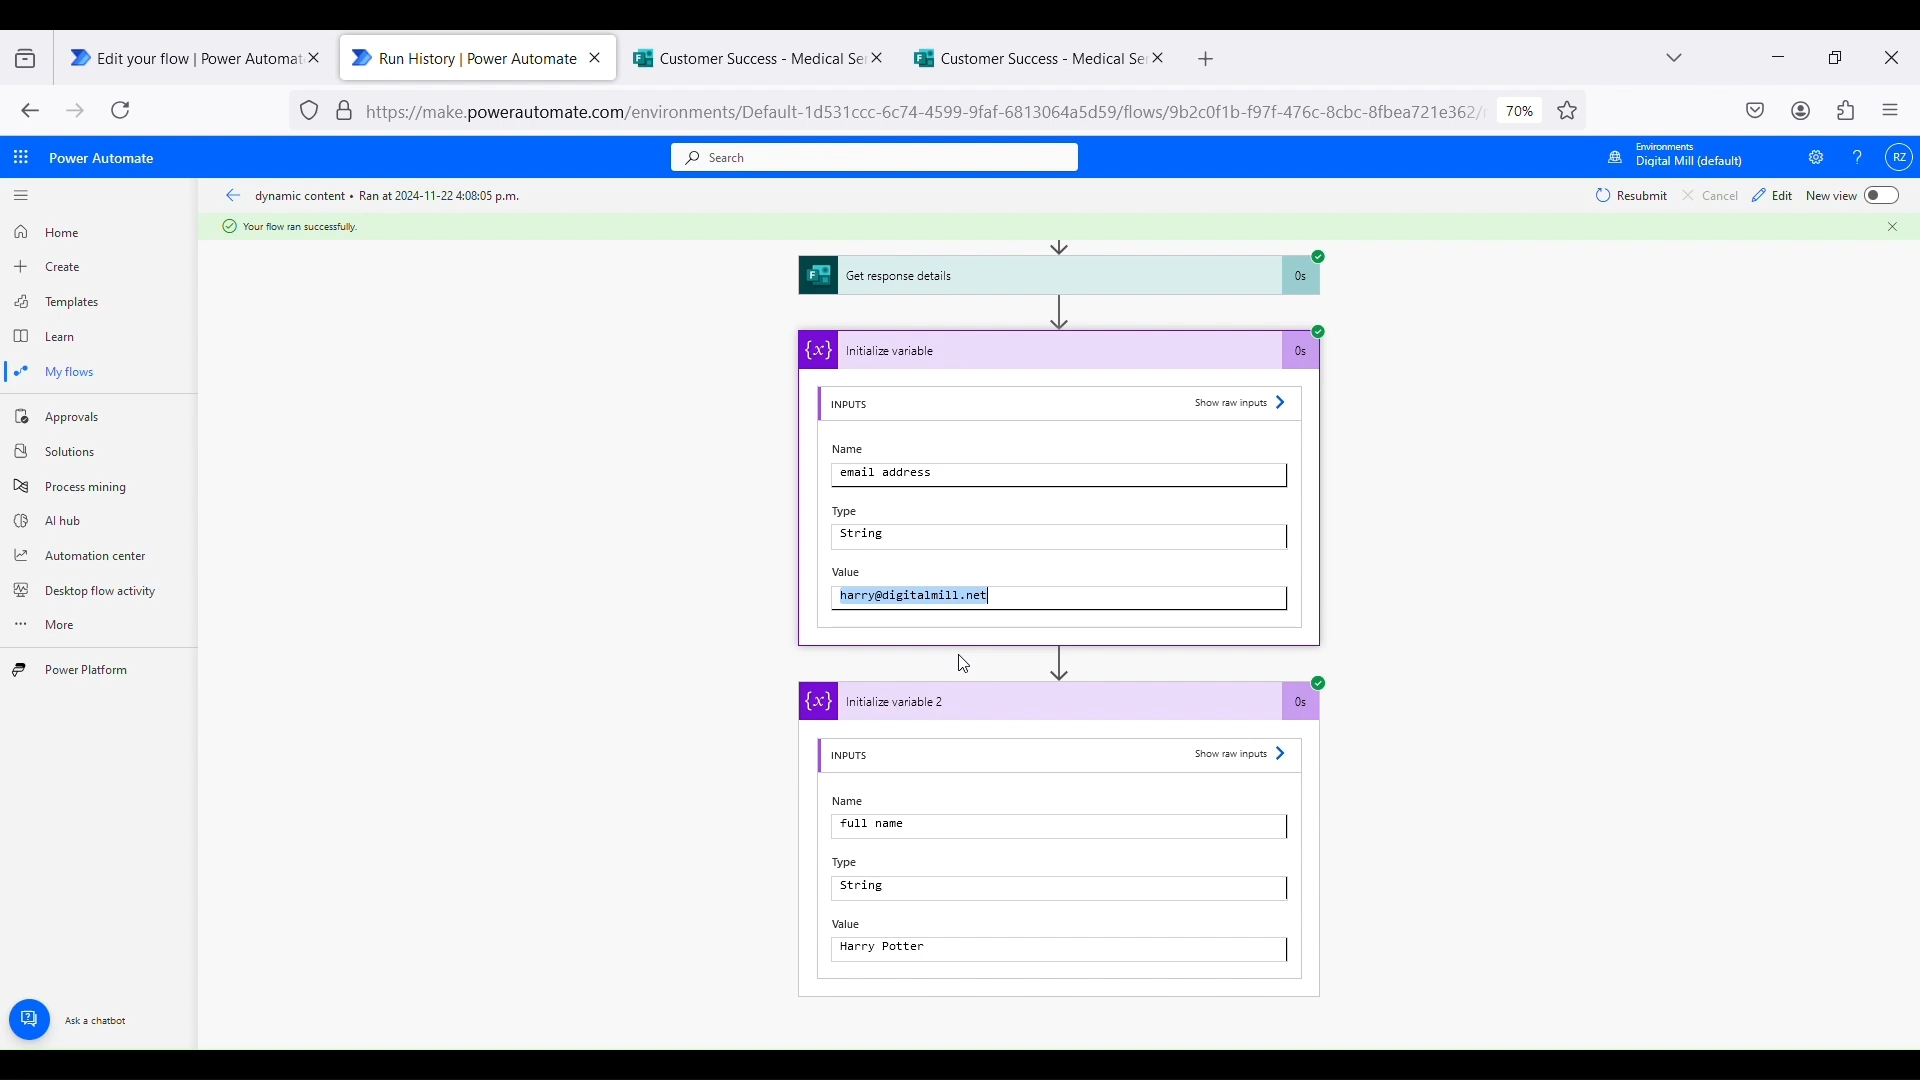 Edit your flow | Power Automat
Run History | Power Automate
Customer Success - Medical Se
Customer Success - Medical Se
https://make.powerautomate.com/environments/Default-1d531ccc-6c74-4599-9faf-6813064a5d59/flows/9b2c0f1b-f97f-476c-8cbc-8fbea721e362/
70%
Power Automate
Search
Environments
Digital Mill (default)
RZ
dynamic content • Ran at 2024-11-22 4:08:05 p.m.
Resubmit
Cancel
Edit
New view
Your flow ran successfully.
Home
Create
Templates
Learn
My flows
Approvals
Solutions
Process mining
AI hub
Automation center
Desktop flow activity
More
Power Platform
Ask a chatbot
F
Get response details
0s
{x}
Initialize variable
0s
INPUTS
Show raw inputs
Name
email address
Type
String
Value
harry@digitalmill.net
{x}
Initialize variable 2
0s
INPUTS
Show raw inputs
Name
full name
Type
String
Value
Harry Potter